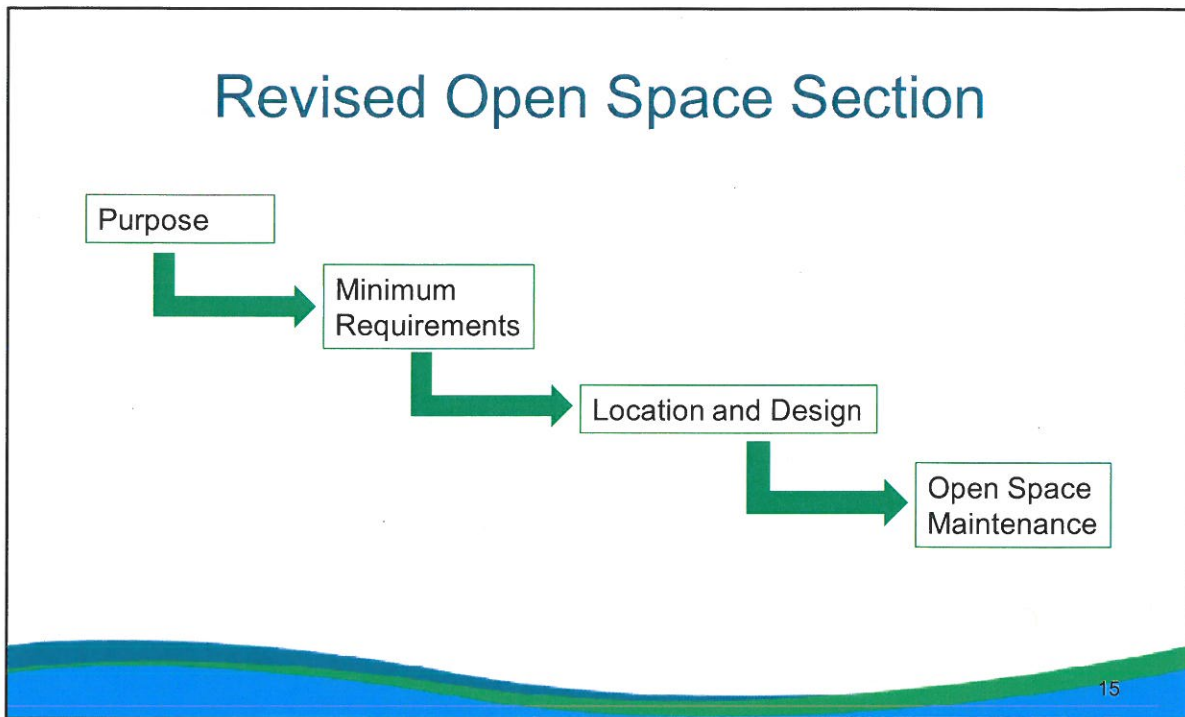 Revised Open Space Section
Purpose
Minimum
Requirements
Location and Design
Open Space
Maintenance
15